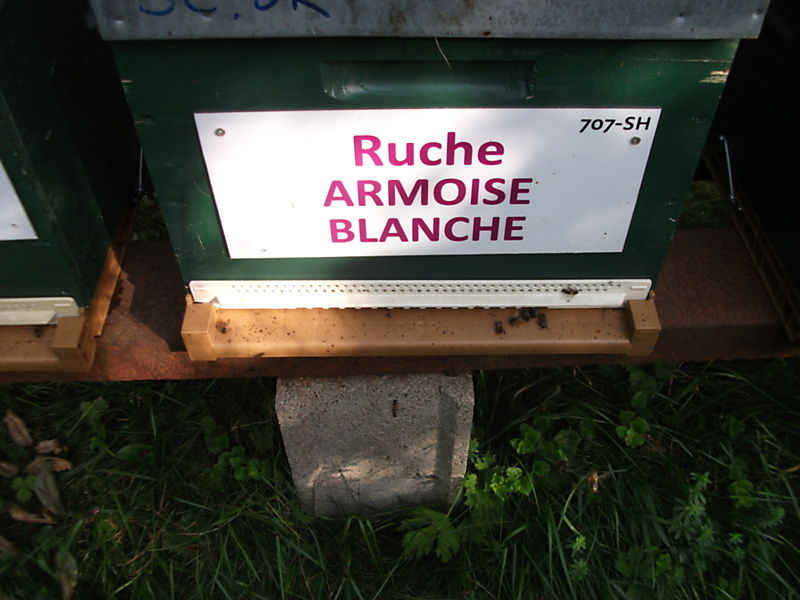 707-SH
Ruche
ARMOISE
BLANCHE